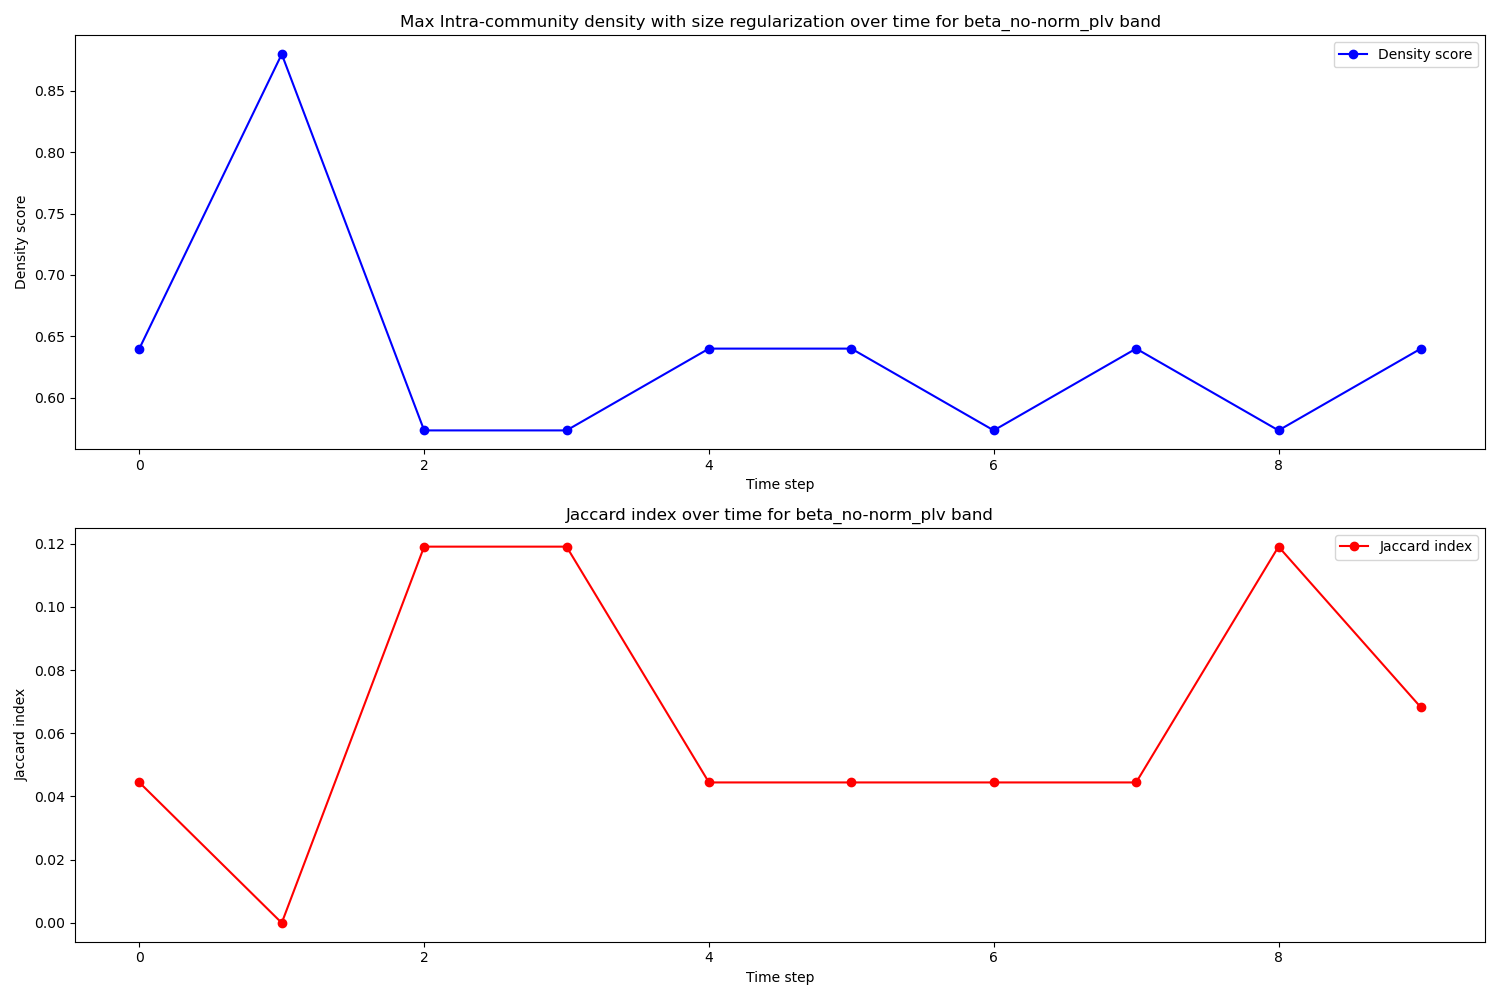 Max Intra-community density with size regularization over time for beta_no-norm_plv band
Density score
0.85
0.80
0.75
0.70
0.65
0.60
Density score
0 2 4 6 8
Time step
Jaccard index over time for beta_no-norm_plv band
Jaccard index
0.12
0.10
0.08
0.06
0.04
0.02
0.00
Jaccard index
0 2 4 6 8
Time step